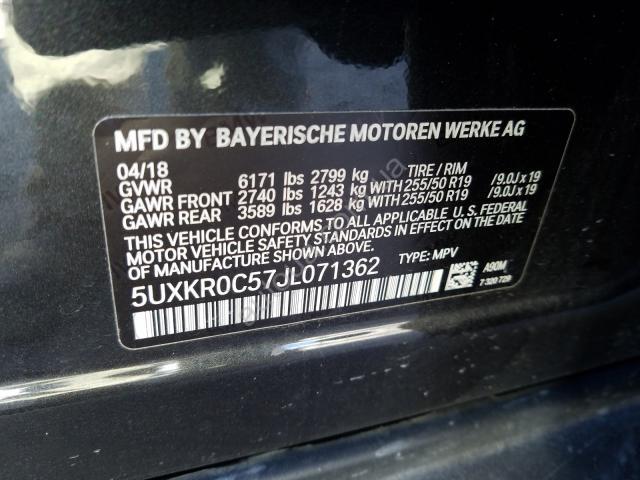 MFD BY BAYERISCHE MOTOREN WERKE AG
04/18 TIRE / RIM
GVWR 6171 lbs 2799 kg
GAWR FRONT 2740 lbs 1243 kg WITH 255/50 R19 /9.0J x 19
GAWR REAR 3589 lbs 1628 kg WITH 255/50 R19 /9.0J x 19
THIS VEHICLE CONFORMS TO ALL APPLICABLE U.S. FEDERAL
MOTOR VEHICLE SAFETY STANDARDS IN EFFECT
ON THE DATE OF MANUFACTURE SHOWN ABOVE.
5UXKR0C57JL071362 TYPE: MPV A90M
7 320 728